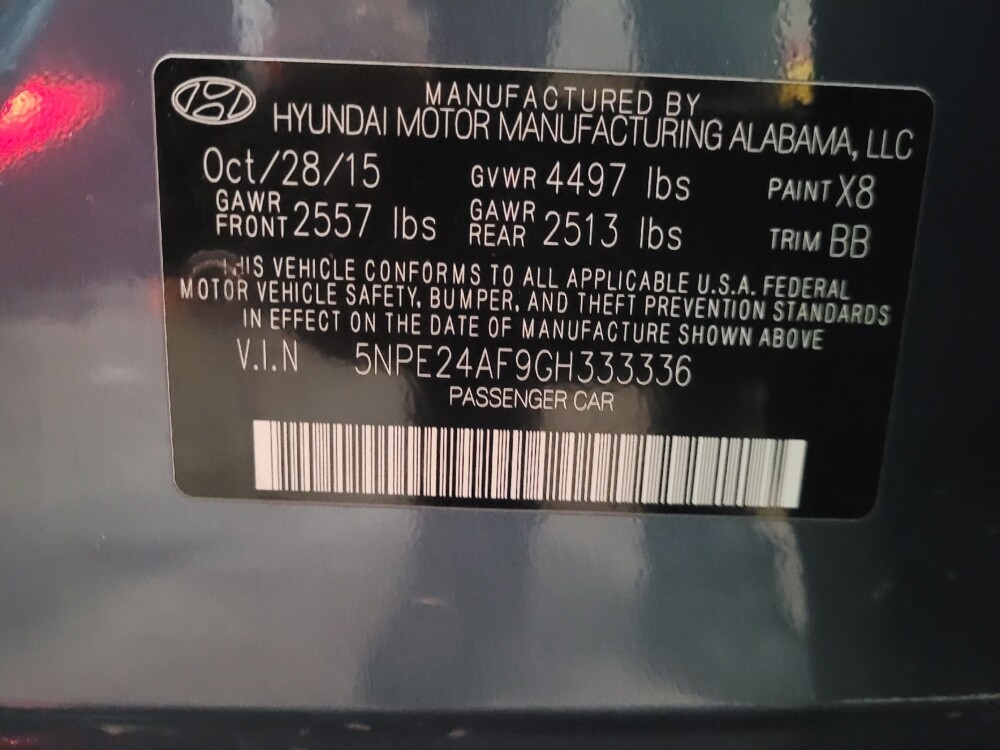 MANUFACTURED BY
HYUNDAI MOTOR MANUFACTURING ALABAMA, LLC
Oct/28/15 GVWR 4497 lbs PAINT X8
GAWR FRONT 2557 lbs GAWR REAR 2513 lbs TRIM BB
THIS VEHICLE CONFORMS TO ALL APPLICABLE U.S.A. FEDERAL
MOTOR VEHICLE SAFETY, BUMPER, AND THEFT PREVENTION STANDARDS
IN EFFECT ON THE DATE OF MANUFACTURE SHOWN ABOVE
V.I.N 5NPE24AF9GH333336
PASSENGER CAR